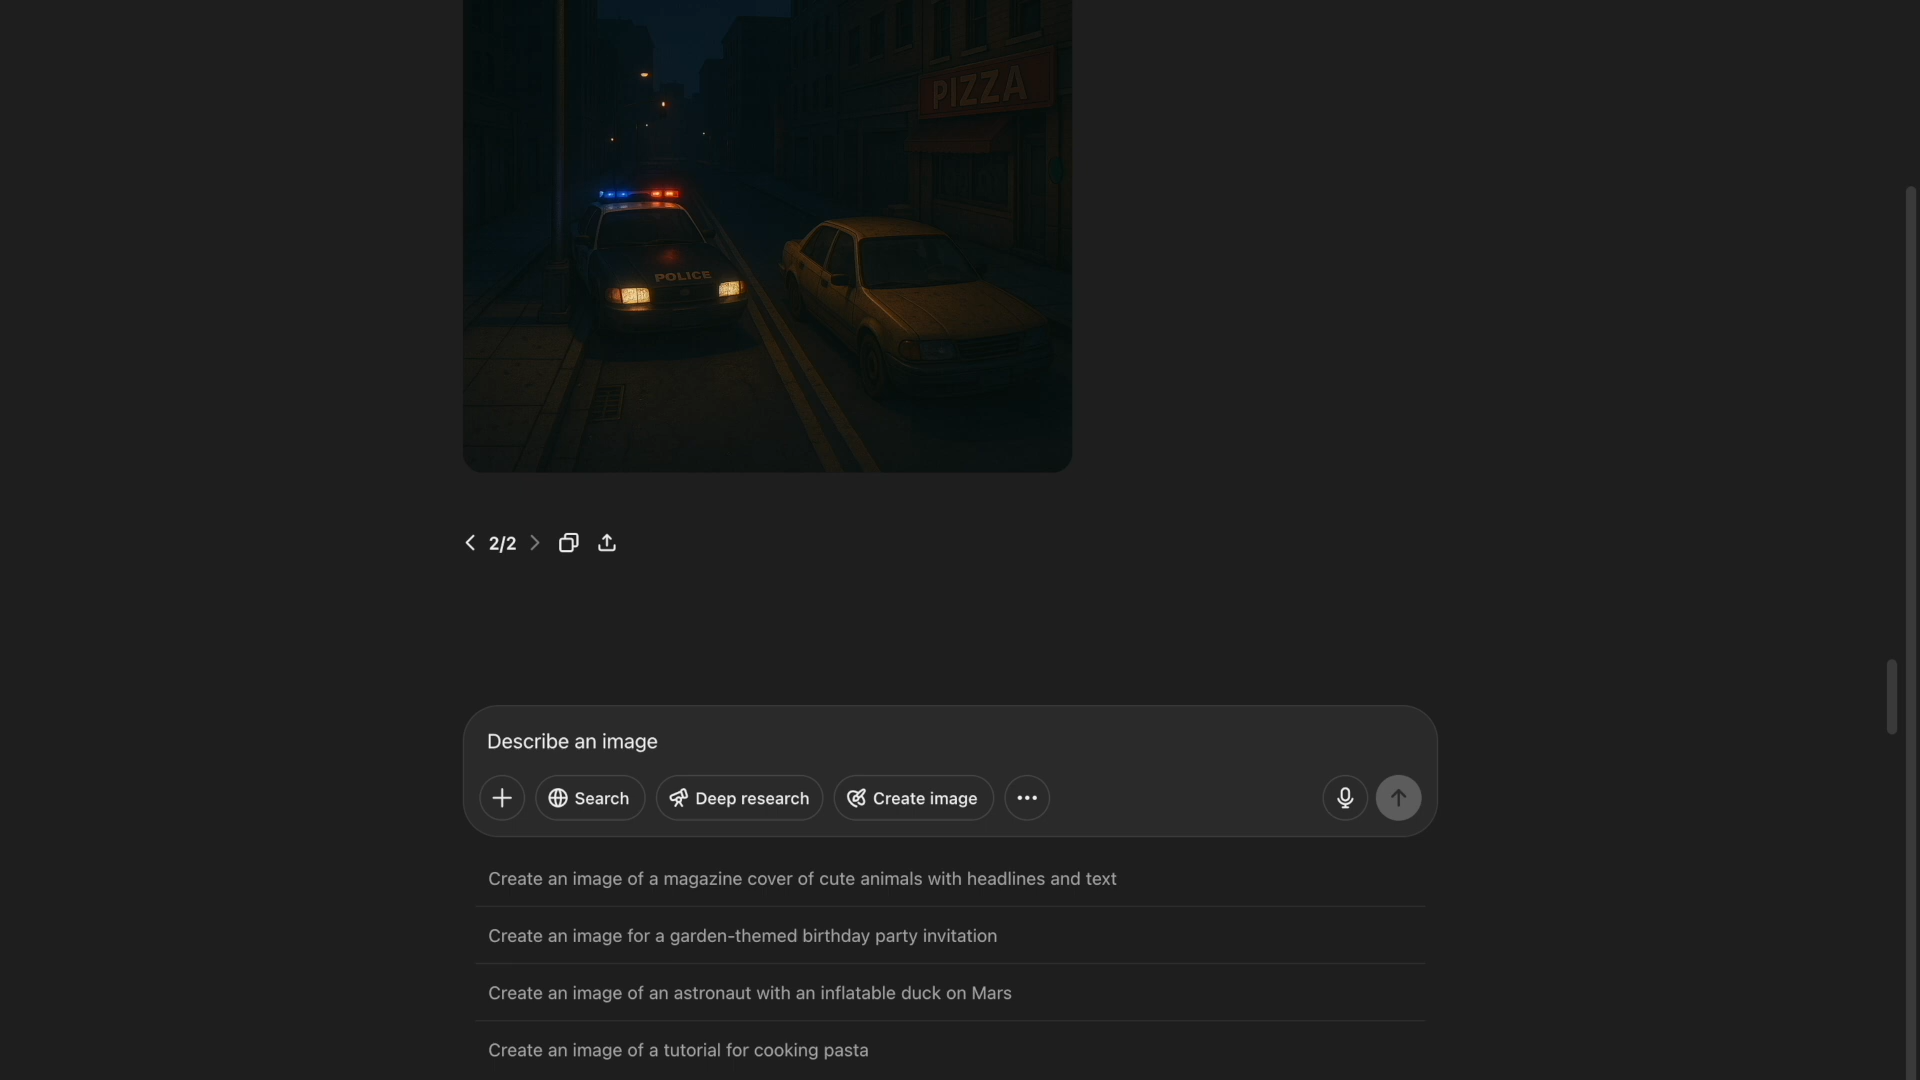 PIZZA
POLICE
2/2
Describe an image
Search
Deep research
Create image
Create an image of a magazine cover of cute animals with headlines and text
Create an image for a garden-themed birthday party invitation
Create an image of an astronaut with an inflatable duck on Mars
Create an image of a tutorial for cooking pasta